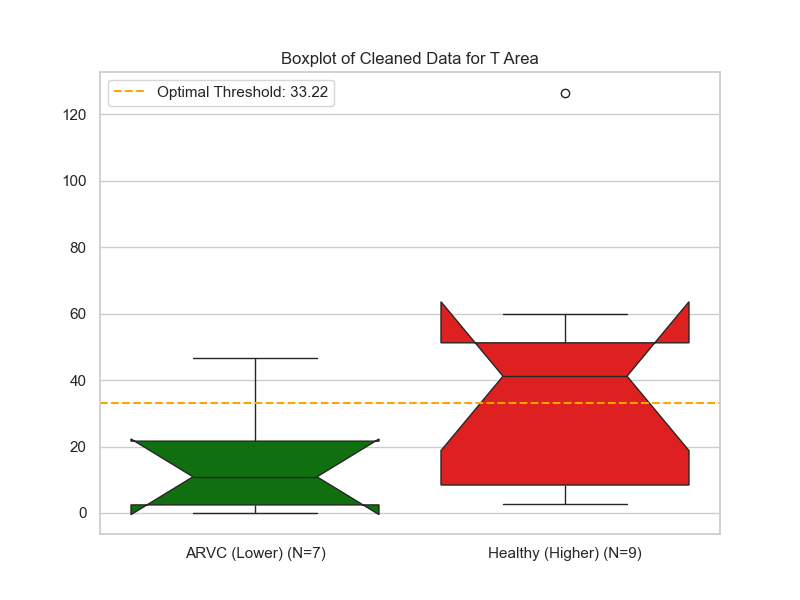 Boxplot of Cleaned Data for T Area
Optimal Threshold: 33.22
120
100
80
60
40
20
0
ARVC (Lower) (N=7)
Healthy (Higher) (N=9)